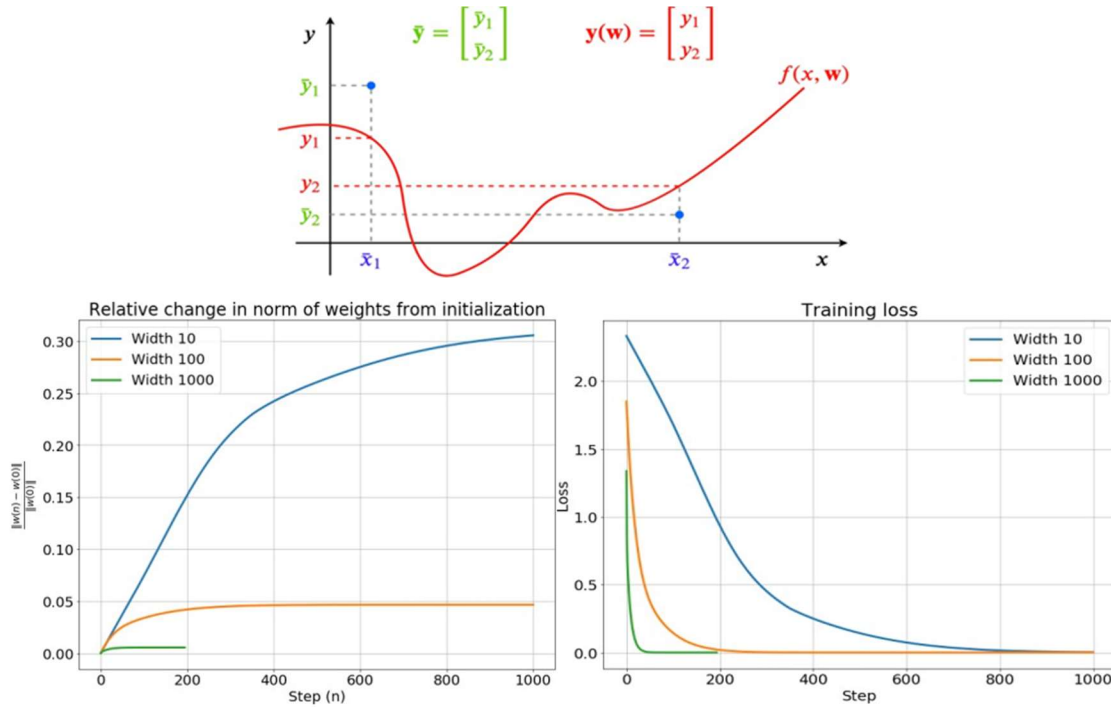 y
ȳ = [ȳ₁ ȳ₂]
y(w) = [y₁ y₂]
f(x, w)
ȳ₁
y₁
y₂
ȳ₂
x̄₁
x̄₂
x
Relative change in norm of weights from initialization
Width 10
Width 100
Width 1000
0.30
0.25
0.20
0.15
0.10
0.05
0.00
‖w(n) − w(0)‖
‖w(0)‖
0 200 400 600 800 1000
Step (n)
Training loss
Width 10
Width 100
Width 1000
2.0
1.5
1.0
0.5
0.0
Loss
0 200 400 600 800 1000
Step